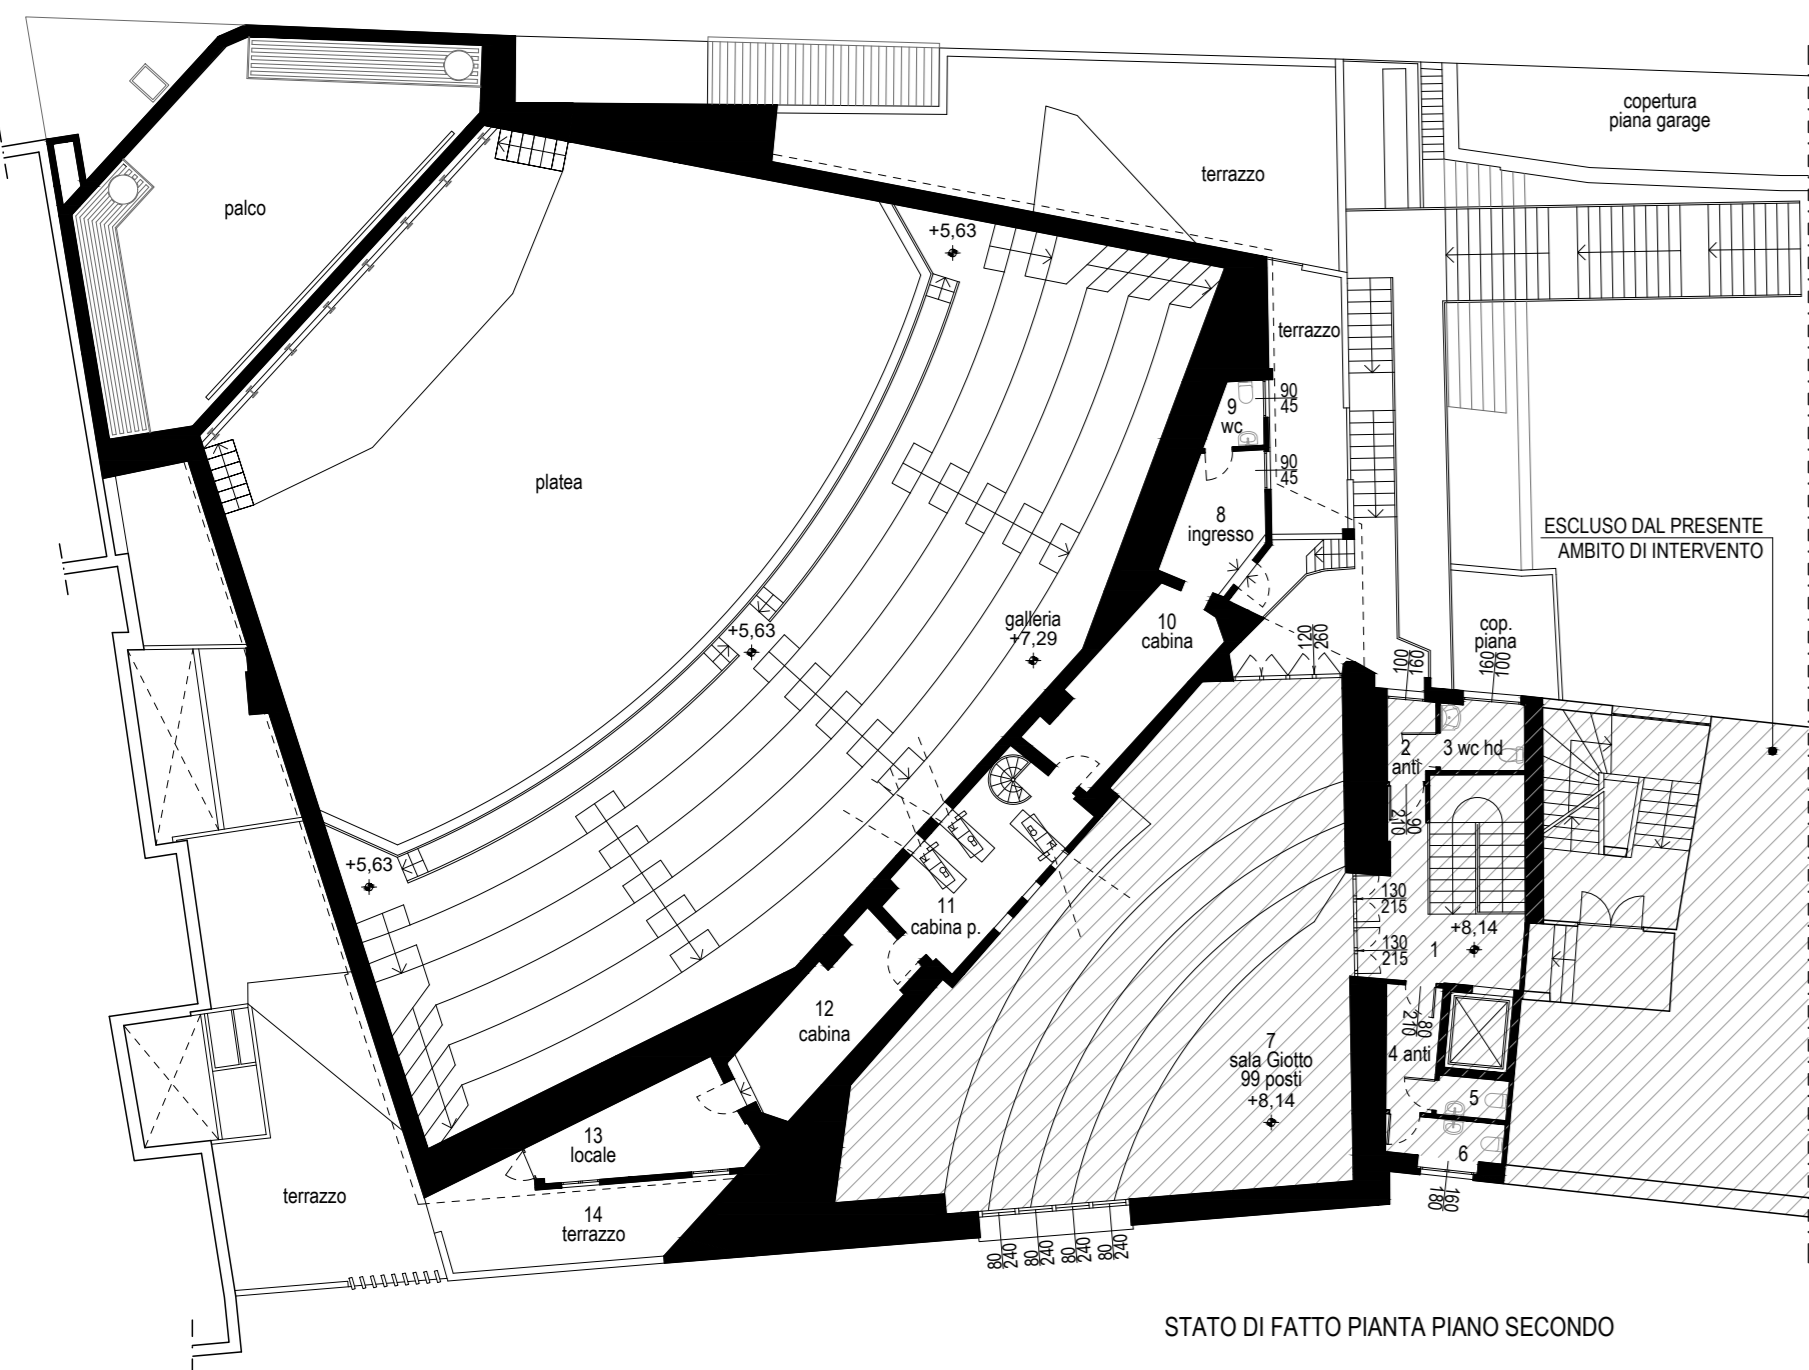 copertura
piana garage
terrazzo
palco
+5,63
terrazzo
90
45
9
wc
90
45
platea
8
ingresso
ESCLUSO DAL PRESENTE
AMBITO DI INTERVENTO
galleria
+7,29
10
cabina
+5,63
120
260
cop.
piana
100
160
160
100
2
anti
3 wc hd
210
90
+5,63
130
215
11
cabina p.
+8,14
130
215
1
12
cabina
210
80
7
sala Giotto
99 posti
+8,14
4 anti
5
13
locale
6
terrazzo
14
terrazzo
180
160
80
240
80
240
80
240
80
240
STATO DI FATTO PIANTA PIANO SECONDO